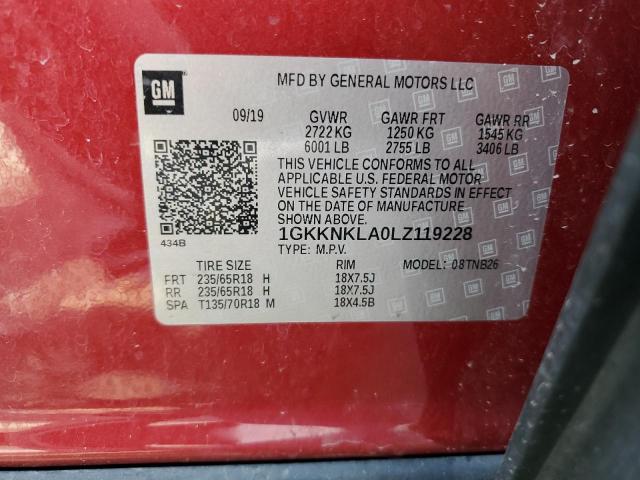 GM
MFD BY GENERAL MOTORS LLC
09/19 GVWR GAWR FRT GAWR RR
2722 KG 1250 KG 1545 KG
6001 LB 2755 LB 3406 LB
THIS VEHICLE CONFORMS TO ALL
APPLICABLE U.S. FEDERAL MOTOR
VEHICLE SAFETY STANDARDS IN EFFECT
ON THE DATE OF MANUFACTURE
SHOWN ABOVE.
434B
1GKKNKLA0LZ119228
TYPE: M.P.V.
TIRE SIZE RIM MODEL: 08TNB26
FRT 235/65R18 H 18X7.5J
RR 235/65R18 H 18X7.5J
SPA T135/70R18 M 18X4.5B